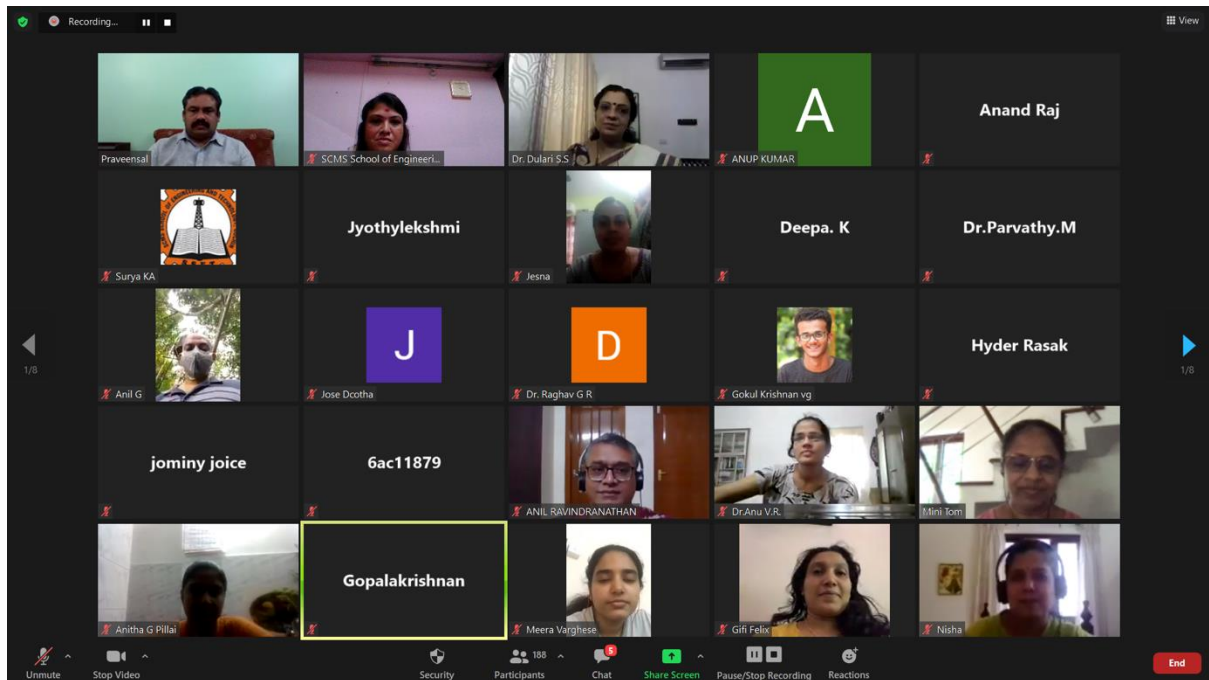 Recording...
View
Praveensal
SCMS School of Engineeri...
Dr. Dulari S.S
A
ANUP KUMAR
Anand Raj
Surya KA
Jyothylekshmi
Jesna
Deepa. K
Dr.Parvathy.M
Anil G
J
Jose Dcotha
D
Dr. Raghav G R
Gokul Krishnan vg
Hyder Rasak
1/8
1/8
jominy joice
6ac11879
ANIL RAVINDRANATHAN
Dr.Anu V.R.
Mini Tom
Anitha G Pillai
Gopalakrishnan
Meera Varghese
Gifi Felix
Nisha
Unmute
Stop Video
Security
188
Participants
5
Chat
Share Screen
Pause/Stop Recording
Reactions
End